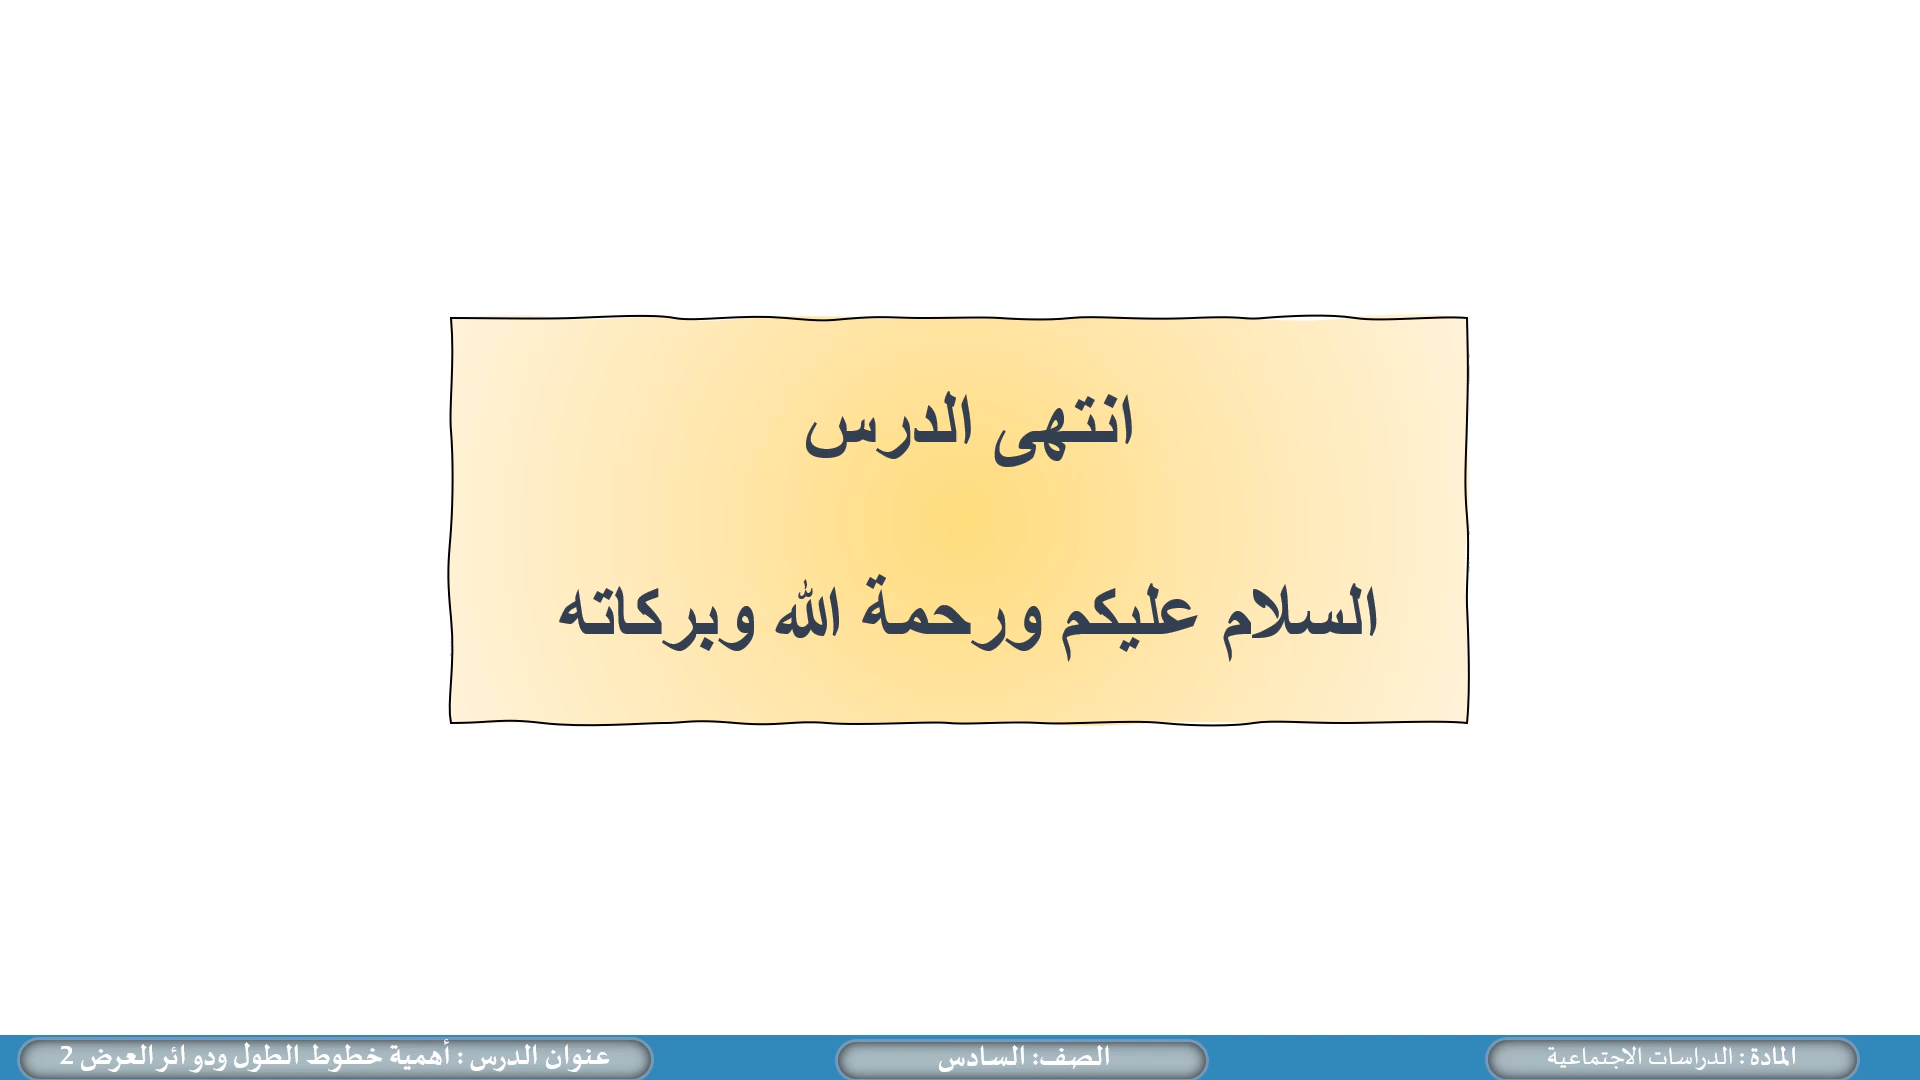 انتهى الدرس
السلام عليكم ورحمة الله وبركاته
المادة : الدراسات الاجتماعية
الصف: السادس
عنوان الدرس : أهمية خطوط الطول ودوائر العرض 2